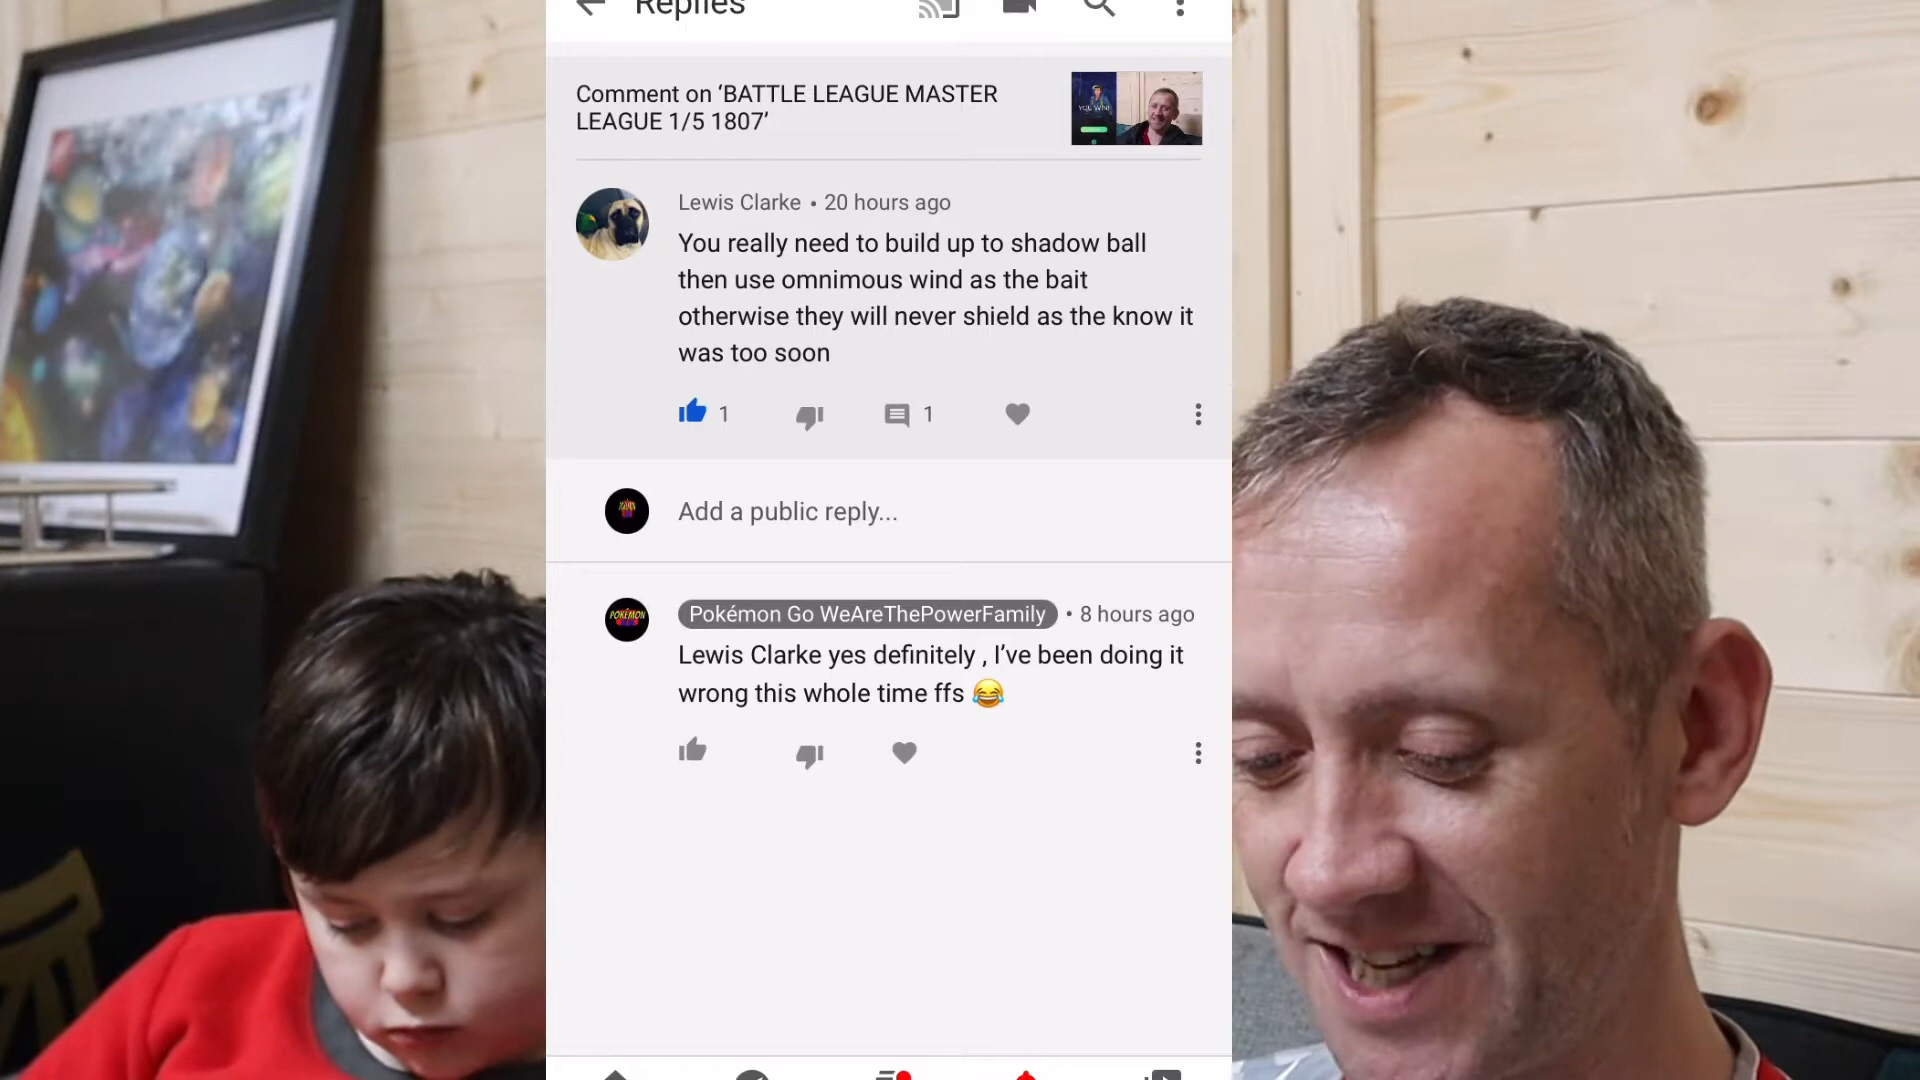 Replies
Comment on ‘BATTLE LEAGUE MASTER
LEAGUE 1/5 1807’
YOU WIN!
Lewis Clarke • 20 hours ago
You really need to build up to shadow ball
then use omnimous wind as the bait
otherwise they will never shield as the know it
was too soon
1
1
Add a public reply...
POKÉMON
Pokémon Go WeAreThePowerFamily • 8 hours ago
Lewis Clarke yes definitely , I’ve been doing it
wrong this whole time ffs 😂